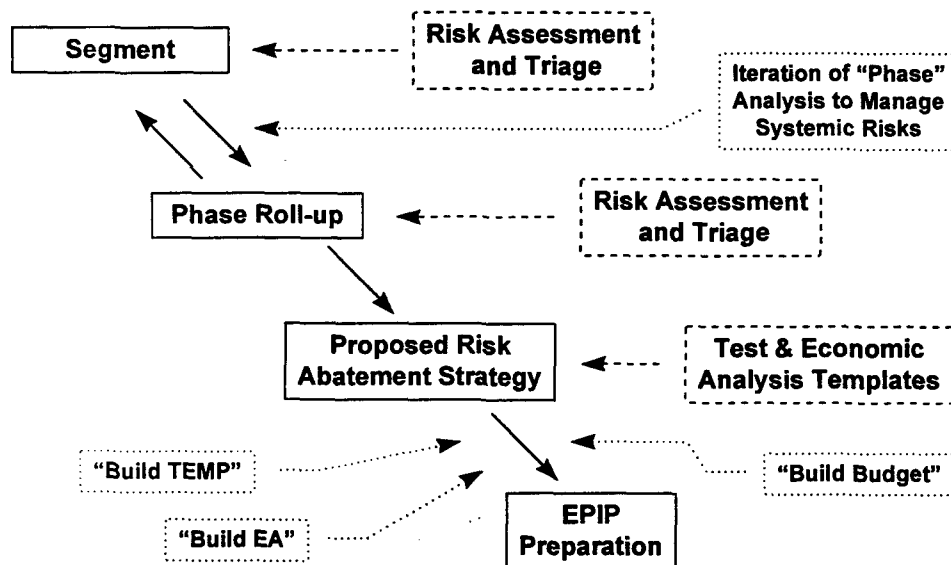 Segment
Risk Assessment
and Triage
Iteration of “Phase”
Analysis to Manage
Systemic Risks
Phase Roll-up
Risk Assessment
and Triage
Proposed Risk
Abatement Strategy
Test & Economic
Analysis Templates
“Build TEMP”
“Build Budget”
“Build EA”
EPIP
Preparation